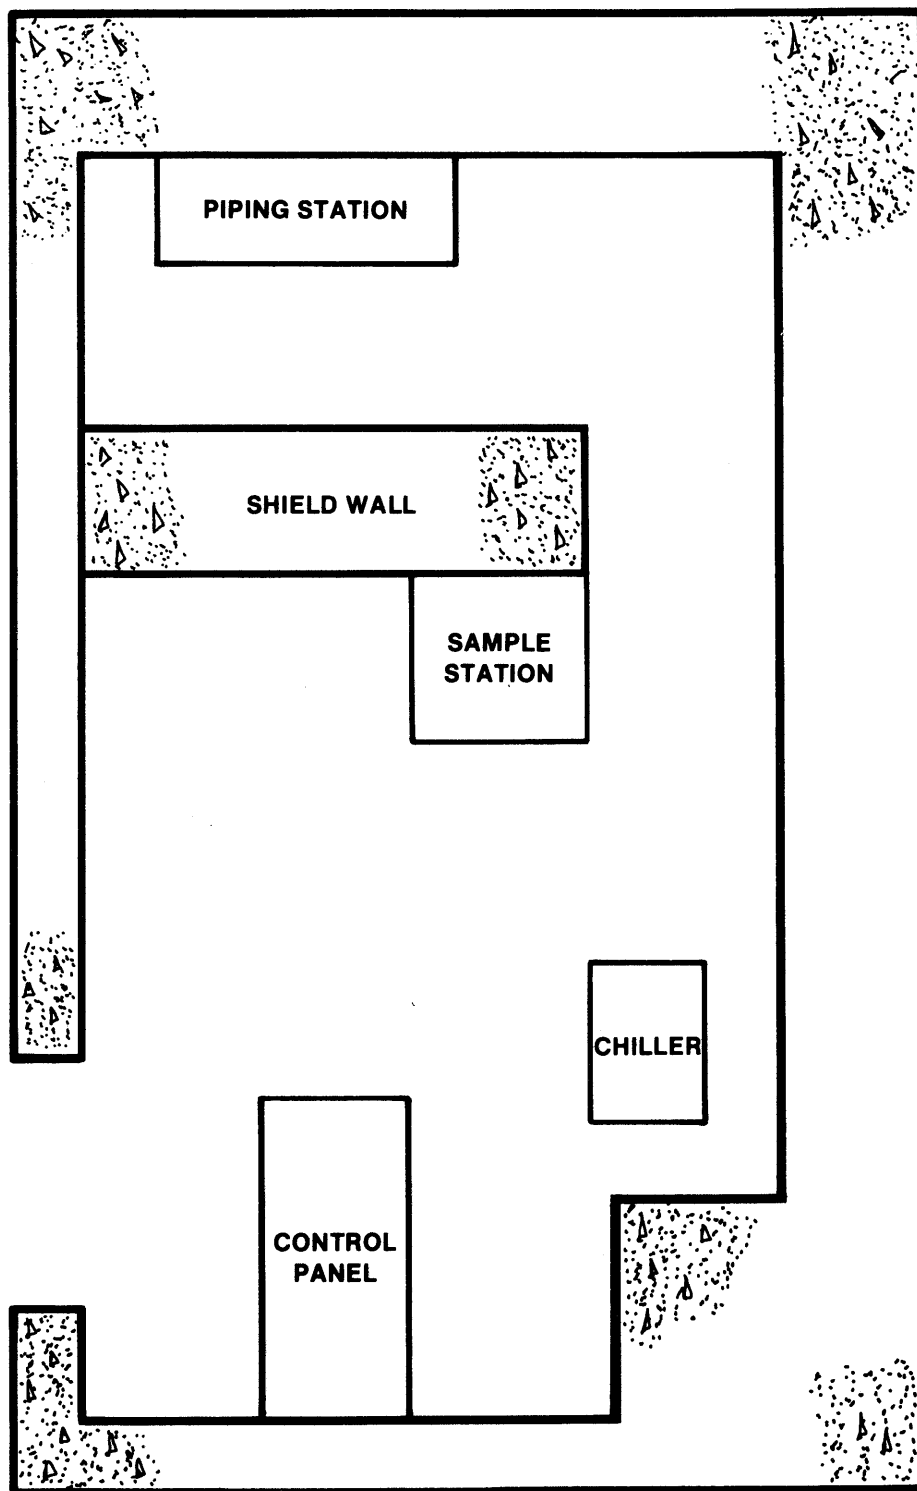 PIPING STATION
SHIELD WALL
SAMPLE
STATION
CHILLER
CONTROL
PANEL